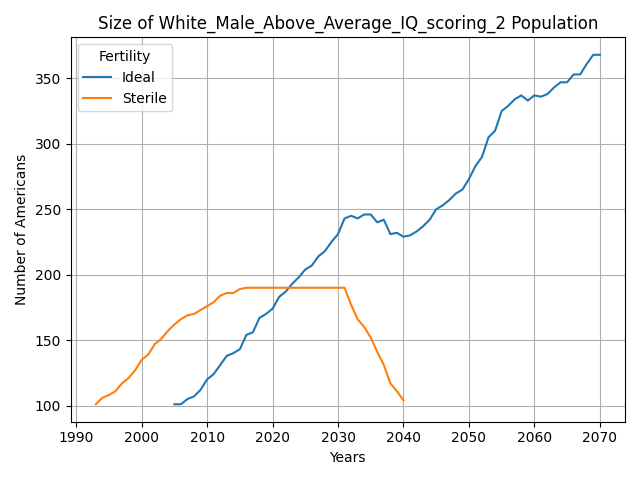 Size of White_Male_Above_Average_IQ_scoring_2 Population
Fertility
Ideal
Sterile
Number of Americans
350
300
250
200
150
100
1990 2000 2010 2020 2030 2040 2050 2060 2070
Years